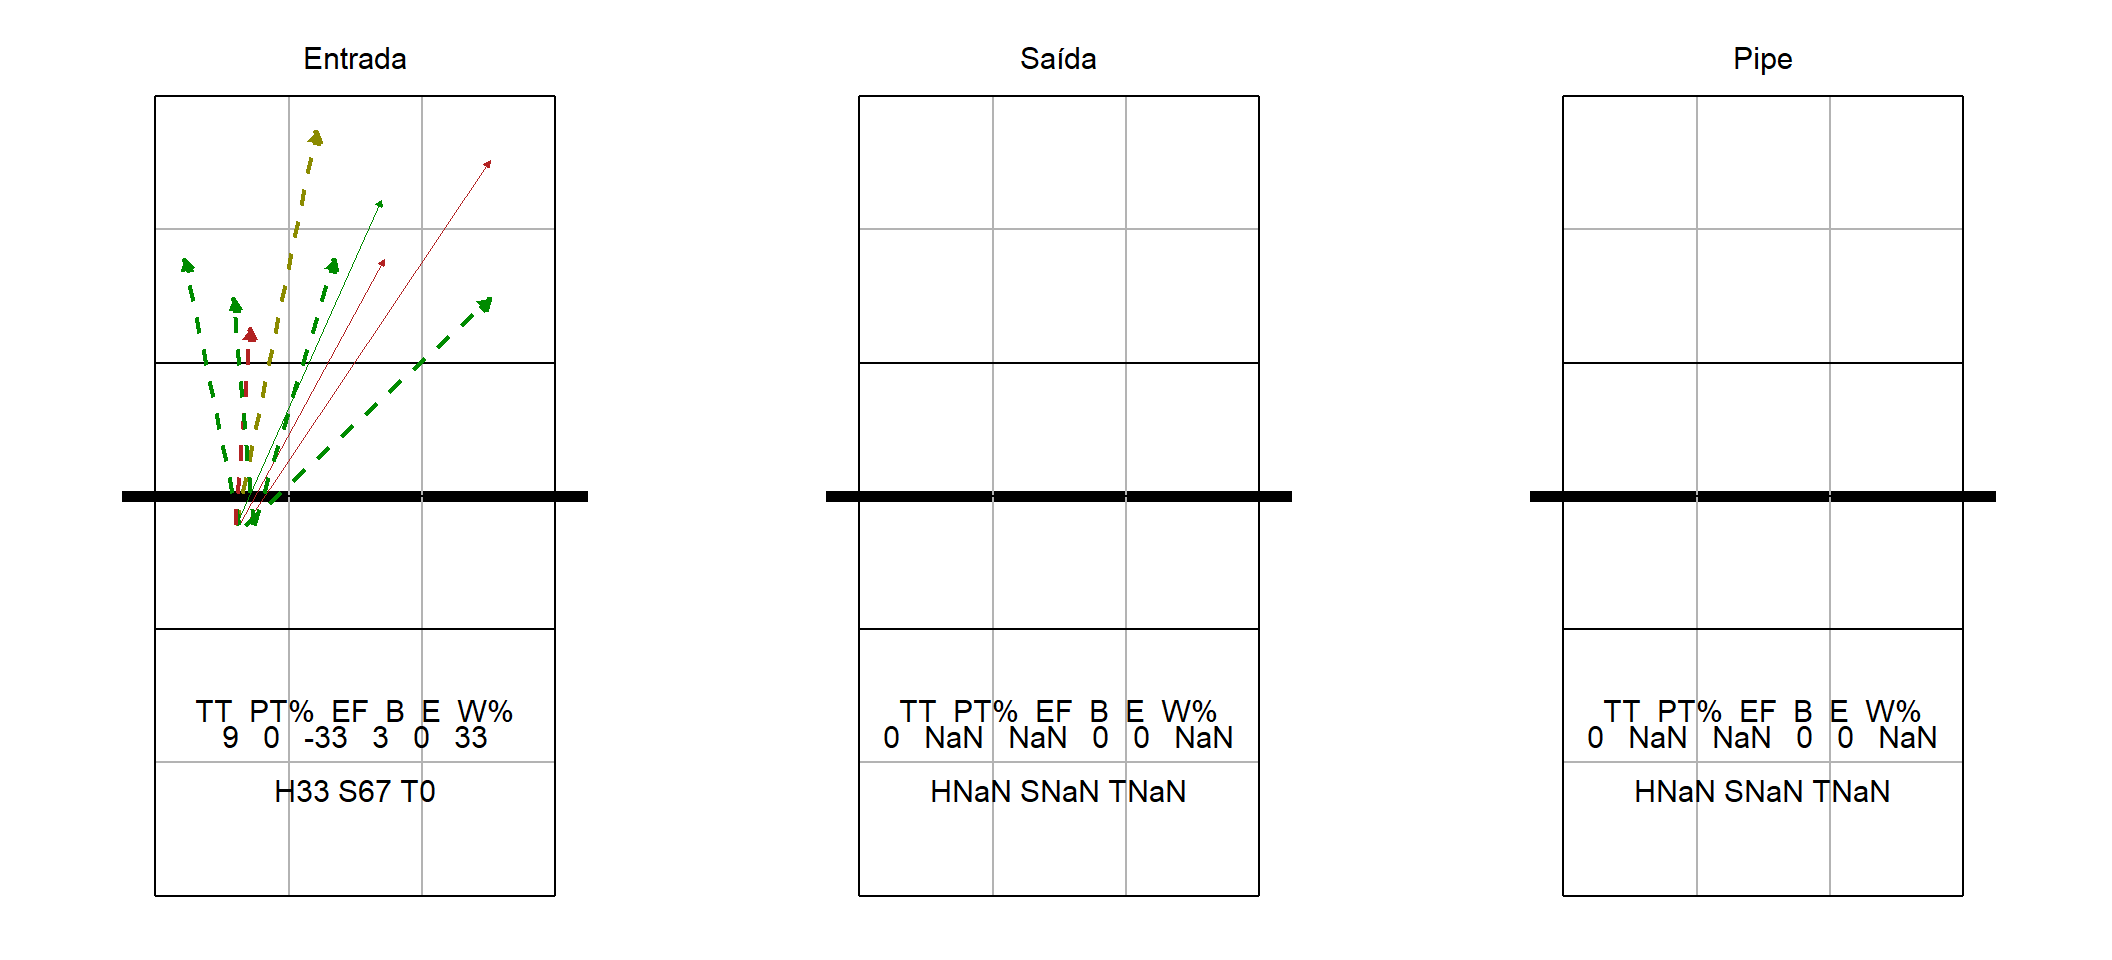 Entrada
TT PT% EF B E W%
9 0 -33 3 0 33
H33 S67 T0
Saída
TT PT% EF B E W%
0 NaN NaN 0 0 NaN
HNaN SNaN TNaN
Pipe
TT PT% EF B E W%
0 NaN NaN 0 0 NaN
HNaN SNaN TNaN